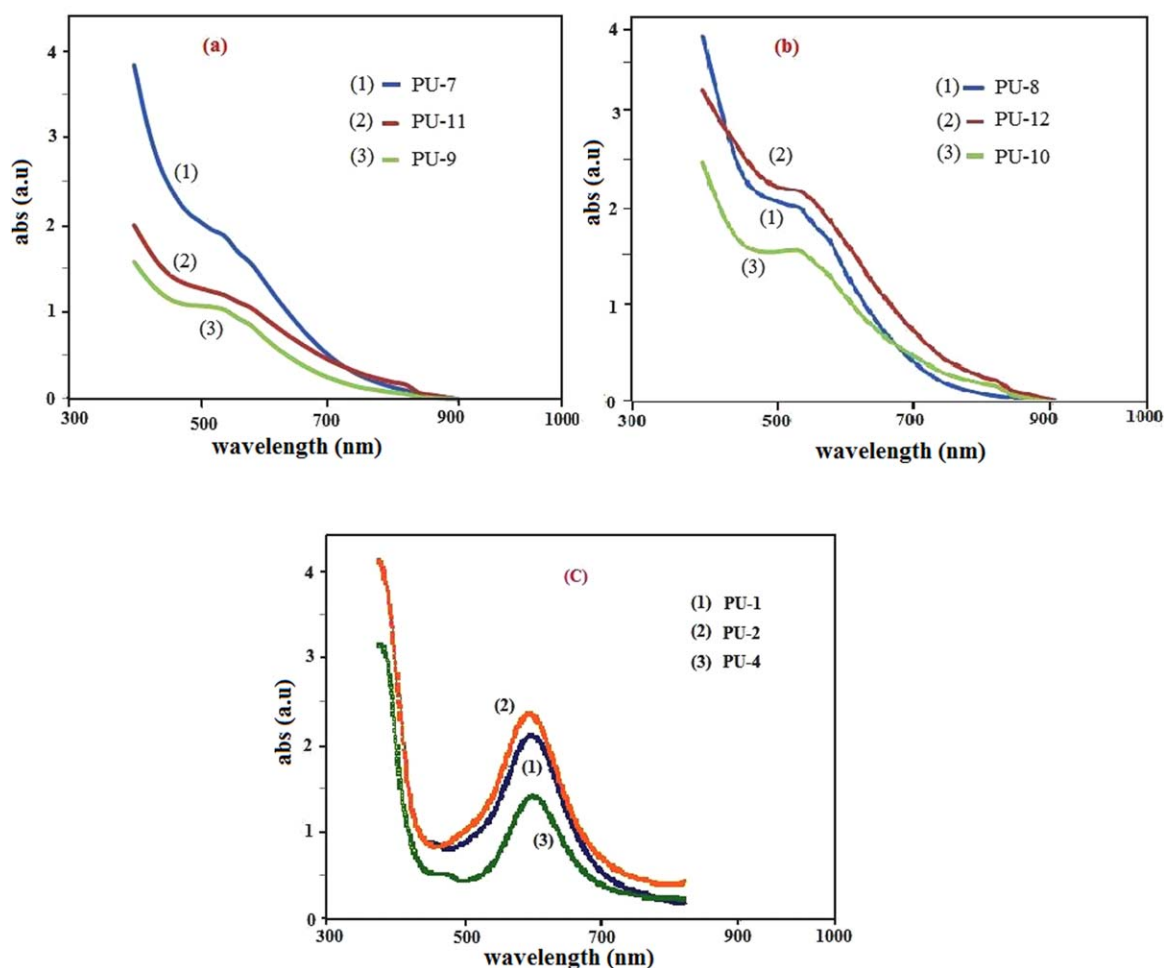 (a)
abs (a.u)
4
3
2
1
0
(1) PU-7
(2) PU-11
(3) PU-9
(1)
(2)
(3)
300 500 700 900 1000
wavelength (nm)
(b)
abs (a.u)
4
3
2
1
0
(1) PU-8
(2) PU-12
(3) PU-10
(2)
(1)
(3)
300 500 700 900 1000
wavelength (nm)
(C)
abs (a.u)
4
3
2
1
0
(1) PU-1
(2) PU-2
(3) PU-4
(2)
(1)
(3)
300 500 700 900 1000
wavelength (nm)